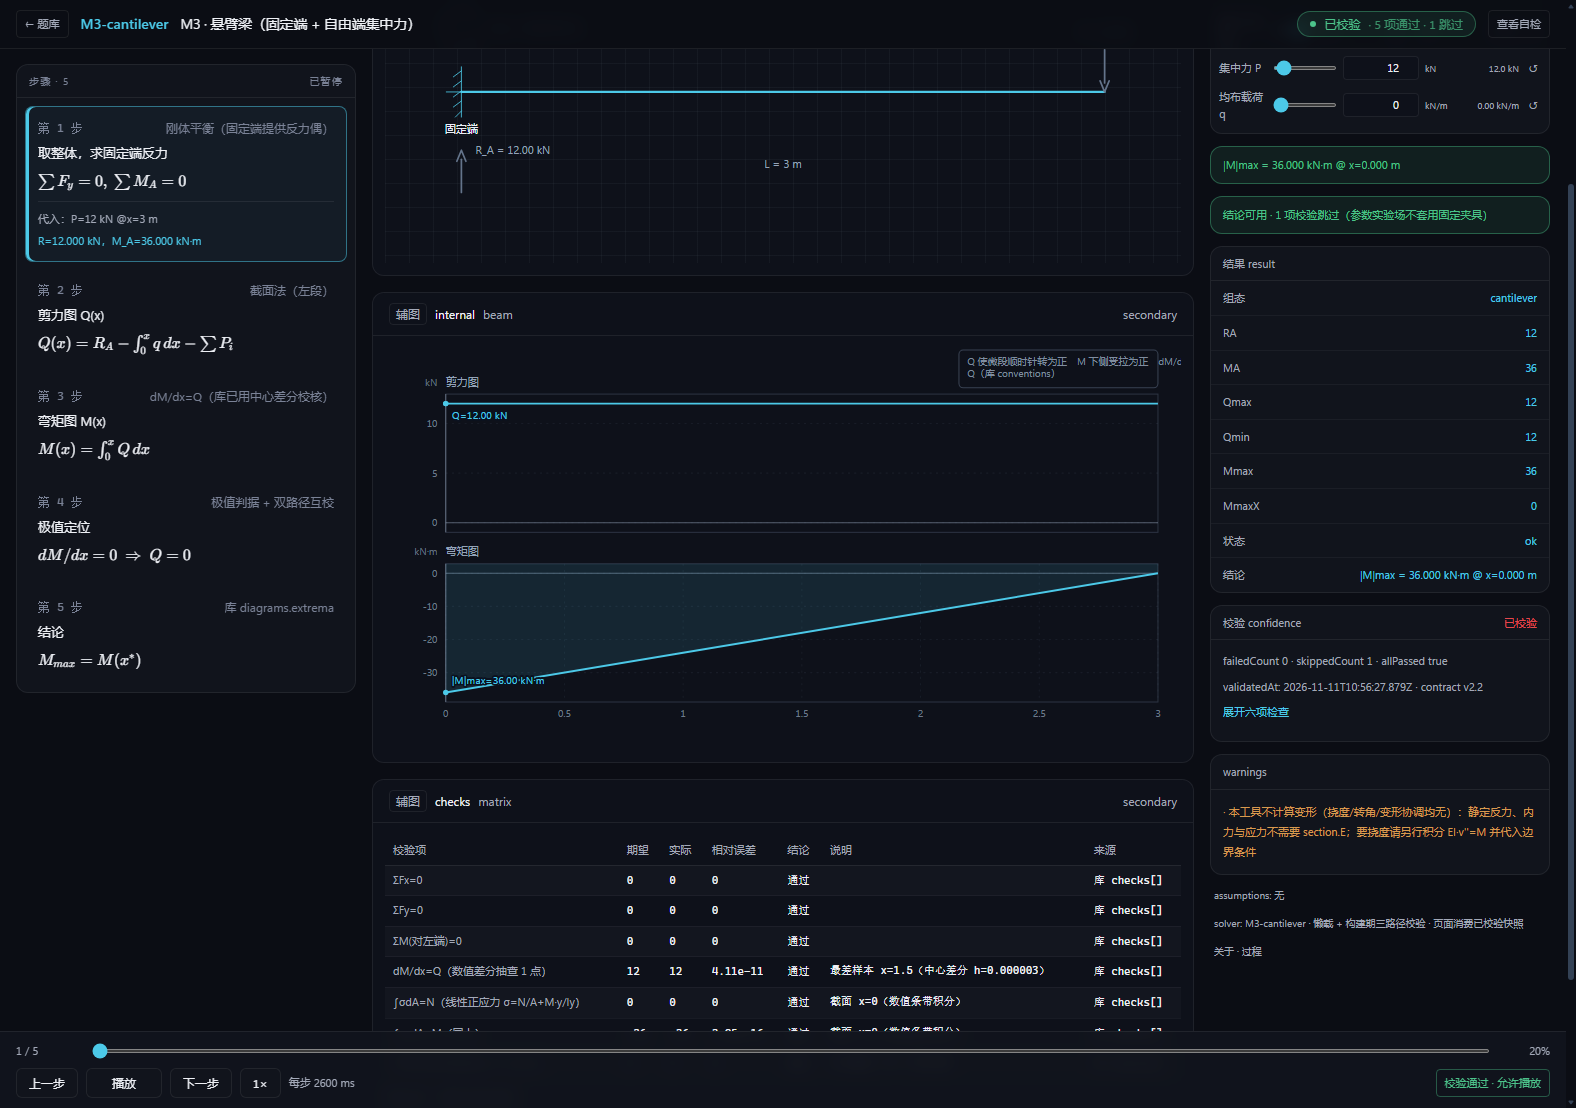 ← 题库 M3-cantilever M3 · 悬臂梁（固定端 + 自由端集中力）
已校验 · 5 项通过 · 1 跳过 查看自检
步骤 · 5 已暂停
第 1 步 刚体平衡（固定端提供反力偶）
取整体，求固定端反力
∑F_y = 0, ∑M_A = 0
代入：P=12 kN @x=3 m
R=12.000 kN，M_A=36.000 kN·m
第 2 步 截面法（左段）
剪力图 Q(x)
Q(x) = R_A − ∫_0^x q dx − ∑P_i
第 3 步 dM/dx=Q（库已用中心差分校核）
弯矩图 M(x)
M(x) = ∫_0^x Q dx
第 4 步 极值判据 + 双路径互校
极值定位
dM/dx = 0 ⇒ Q = 0
第 5 步 库 diagrams.extrema
结论
M_max = M(x*)
固定端
R_A = 12.00 kN
L = 3 m
辅图 internal beam secondary
Q 使微段顺时针转为正 M 下侧受拉为正 dM/d
Q（库 conventions）
kN 剪力图
Q=12.00 kN
10
5
0
kN·m 弯矩图
0
-10
-20
-30
|M|max=36.00 kN·m
0 0.5 1 1.5 2 2.5 3
辅图 checks matrix secondary
校验项 期望 实际 相对误差 结论 说明 来源
ΣFx=0 0 0 0 通过 库 checks[]
ΣFy=0 0 0 0 通过 库 checks[]
ΣM(对左端)=0 0 0 0 通过 库 checks[]
dM/dx=Q（数值差分抽查 1 点） 12 12 4.11e-11 通过 最差样本 x=1.5（中心差分 h=0.000003） 库 checks[]
∫σdA=N（线性正应力 σ=N/A+M·y/Iy） 0 0 0 通过 截面 x=0（数值条带积分） 库 checks[]
集中力 P 12 kN 12.0 kN ↺
均布载荷 q 0 kN/m 0.00 kN/m ↺
|M|max = 36.000 kN·m @ x=0.000 m
结论可用 · 1 项校验跳过（参数实验场不套用固定夹具）
结果 result
组态 cantilever
RA 12
MA 36
Qmax 12
Qmin 12
Mmax 36
MmaxX 0
状态 ok
结论 |M|max = 36.000 kN·m @ x=0.000 m
校验 confidence 已校验
failedCount 0 · skippedCount 1 · allPassed true
validatedAt: 2026-11-11T10:56:27.879Z · contract v2.2
展开六项检查
warnings
· 本工具不计算变形（挠度/转角/变形协调均无）：静定反力、内
力与应力不需要 section.E；要挠度请另行积分 EI·v''=M 并代入边
界条件
assumptions: 无
solver: M3-cantilever · 懒载 + 构建期三路径校验 · 页面消费已校验快照
关于 · 过程
1 / 5 20%
上一步 播放 下一步 1× 每步 2600 ms 校验通过 · 允许播放